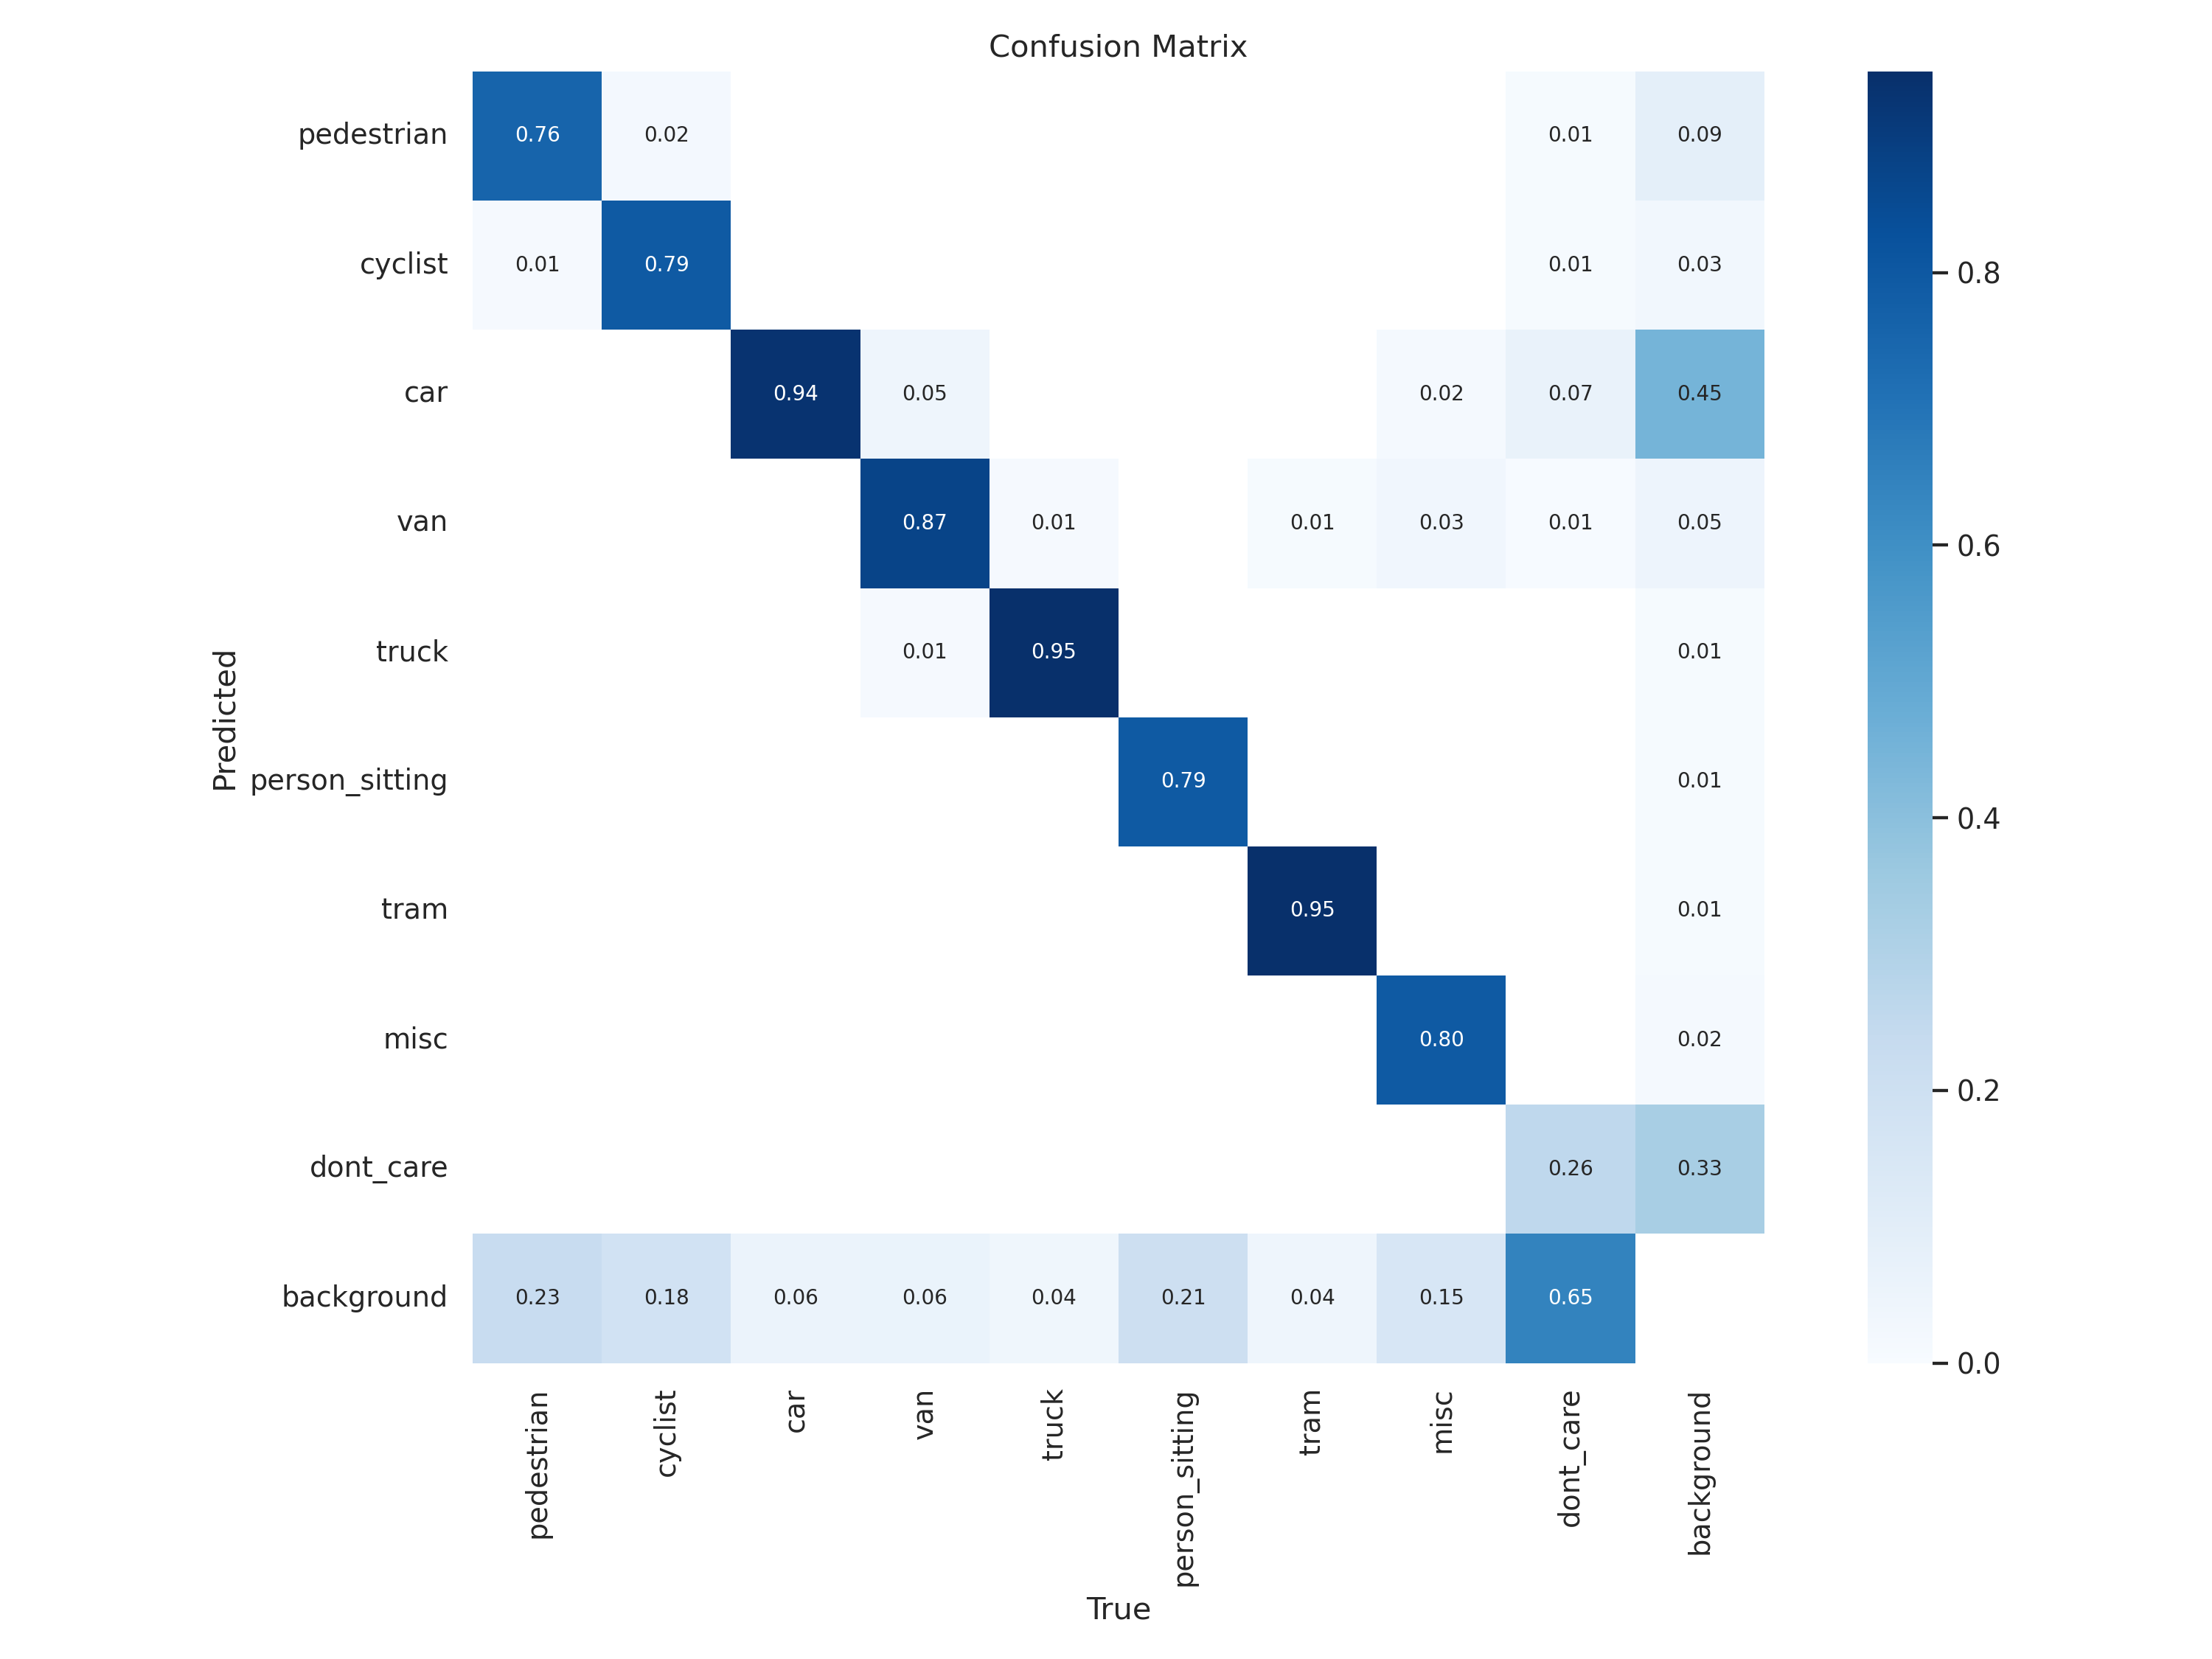 Confusion Matrix
pedestrian 0.76 0.02 0.01 0.09
cyclist 0.01 0.79 0.01 0.03
0.8
car 0.94 0.05 0.02 0.07 0.45
van 0.87 0.01 0.01 0.03 0.01 0.05
0.6
truck 0.01 0.95 0.01
Predicted
person_sitting 0.79 0.01
0.4
tram 0.95 0.01
misc 0.80 0.02
0.2
dont_care 0.26 0.33
background 0.23 0.18 0.06 0.06 0.04 0.21 0.04 0.15 0.65
0.0
pedestrian
cyclist
car
van
truck
person_sitting
tram
misc
dont_care
background
True